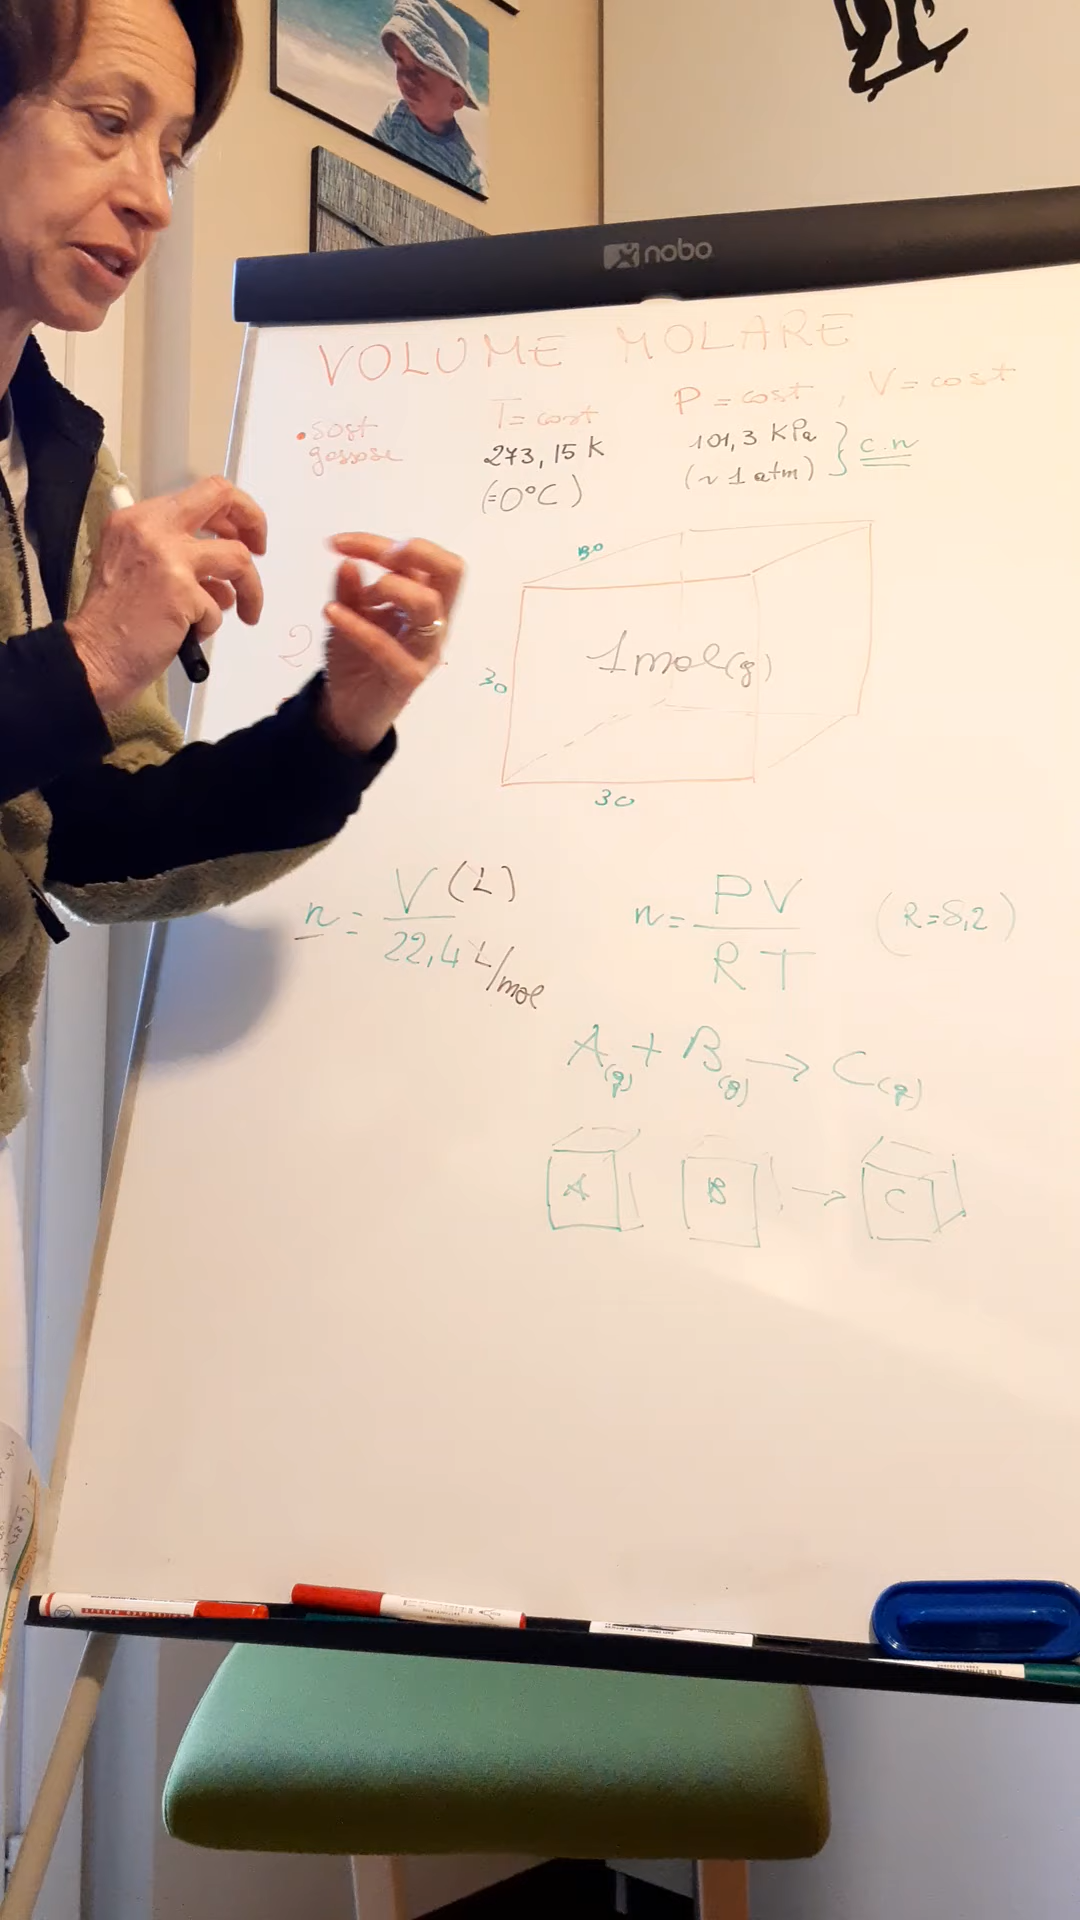 nobo
VOLUME MOLARE
• sost gassose
T = cost
P = cost , V = cost
273,15 K
(=0°C)
101,3 KPa
(~ 1 atm)
c.n
30
1 mol(g)
30
30
2
n = V (L) / 22,4 L/mol
n = PV / RT
(R=8,2)
A(g) + B(g) → C(g)
A B → C